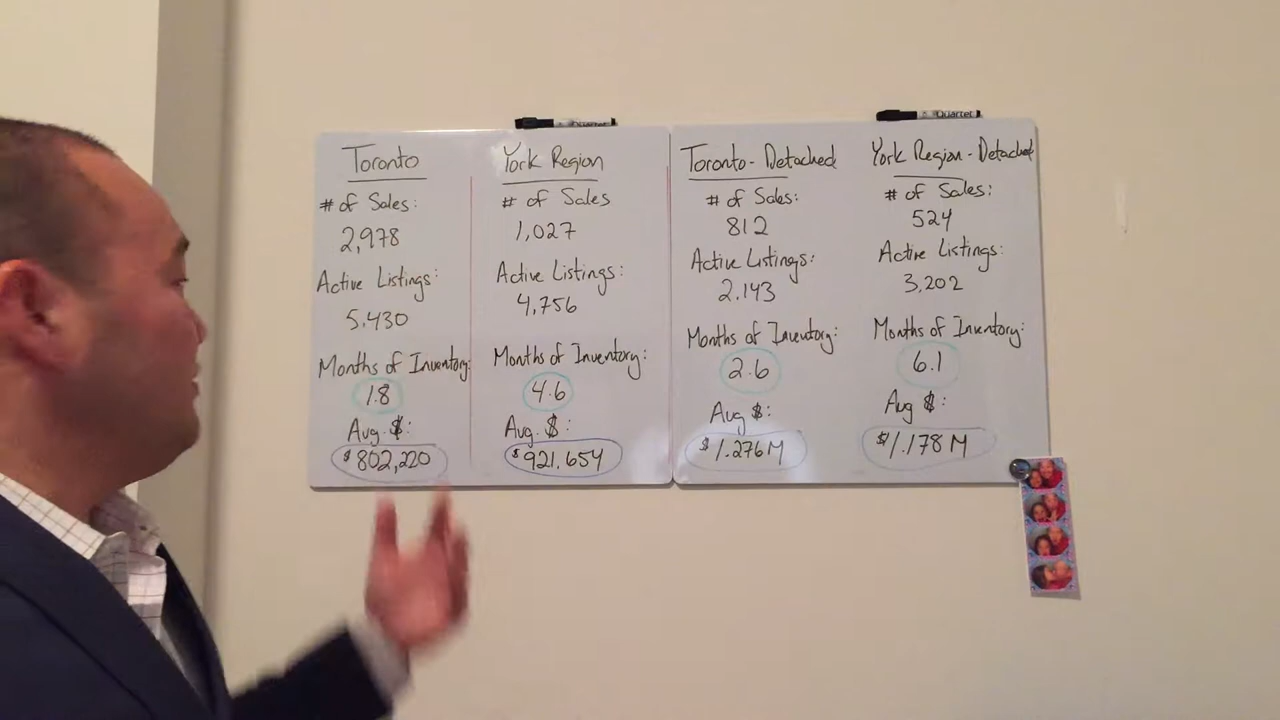 Toronto
# of Sales:
2,978
Active Listings:
5.430
Months of Inventory:
1.8
Avg. $:
$802,220
York Region
# of Sales
1,027
Active Listings:
4,756
Months of Inventory:
4.6
Avg. $:
$921.654
Toronto - Detached
# of Sales:
812
Active Listings:
2.143
Months of Inventory:
2.6
Avg $:
$1.276M
York Region - Detached
# of Sales:
524
Active Listings:
3,202
Months of Inventory:
6.1
Avg $:
$1.178M
Quartet
Quartet